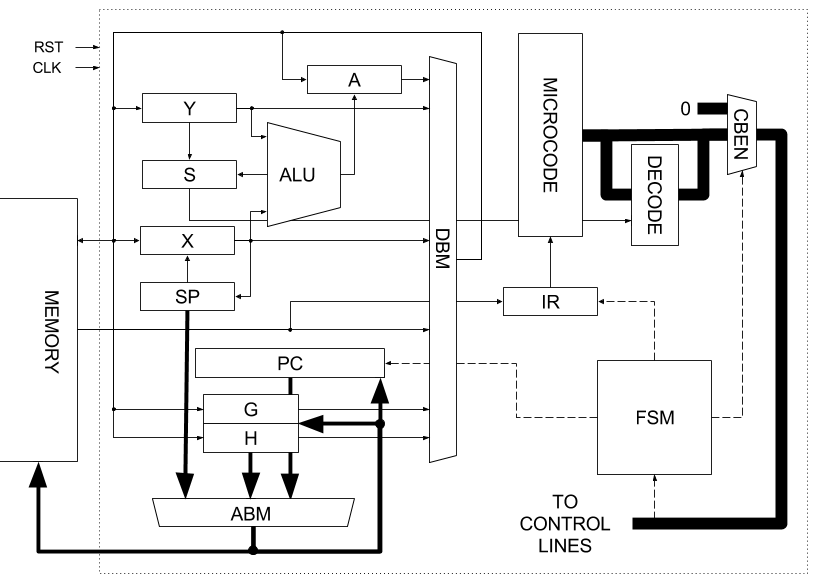 RST
CLK
A
Y
S
ALU
X
SP
MEMORY
DBM
MICROCODE
DECODE
0
CBEN
IR
PC
G
H
FSM
ABM
TO
CONTROL
LINES